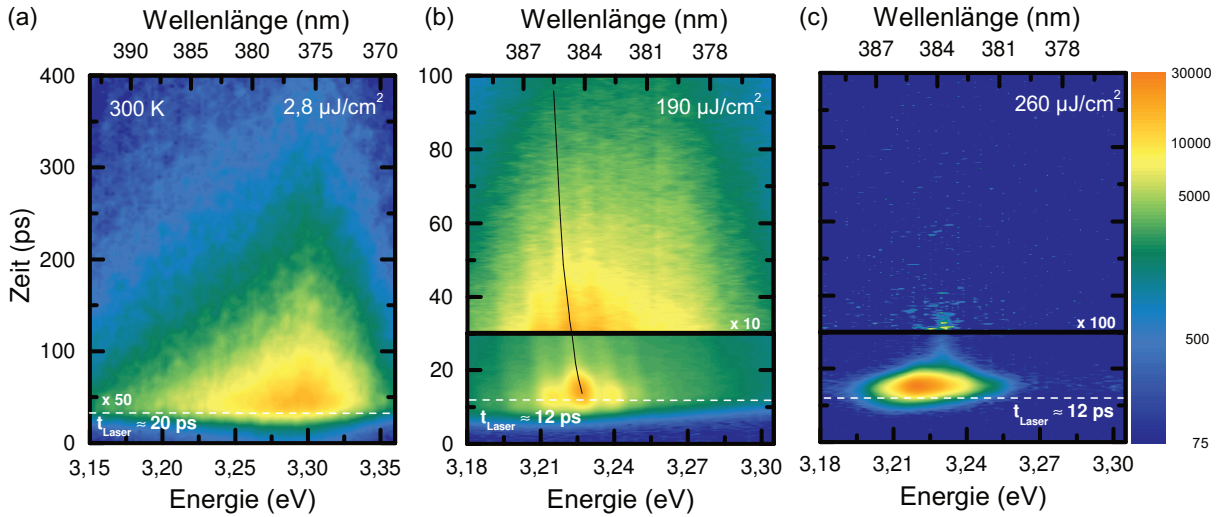 (a)
Wellenlänge (nm)
390 385 380 375 370
400
300
200
100
0
Zeit (ps)
300 K
2,8 µJ/cm²
x 50
t_Laser ≈ 20 ps
3,15 3,20 3,25 3,30 3,35
Energie (eV)
(b)
Wellenlänge (nm)
387 384 381 378
100
80
60
40
20
0
190 µJ/cm²
x 10
t_Laser ≈ 12 ps
3,18 3,21 3,24 3,27 3,30
Energie (eV)
(c)
Wellenlänge (nm)
387 384 381 378
260 µJ/cm²
x 100
t_Laser ≈ 12 ps
3,18 3,21 3,24 3,27 3,30
Energie (eV)
30000
10000
5000
500
75